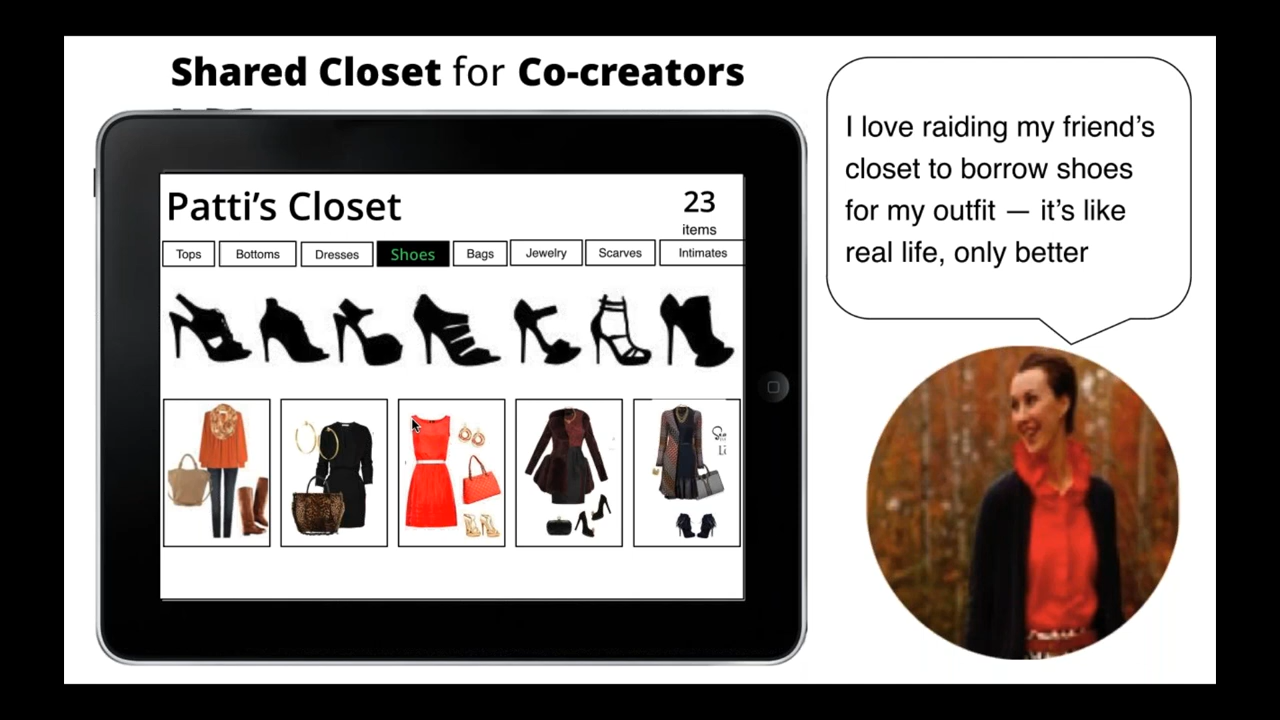 Shared Closet for Co-creators
I love raiding my friend’s
closet to borrow shoes
for my outfit — it’s like
real life, only better
Patti’s Closet
23
items
Tops Bottoms Dresses Shoes Bags Jewelry Scarves Intimates